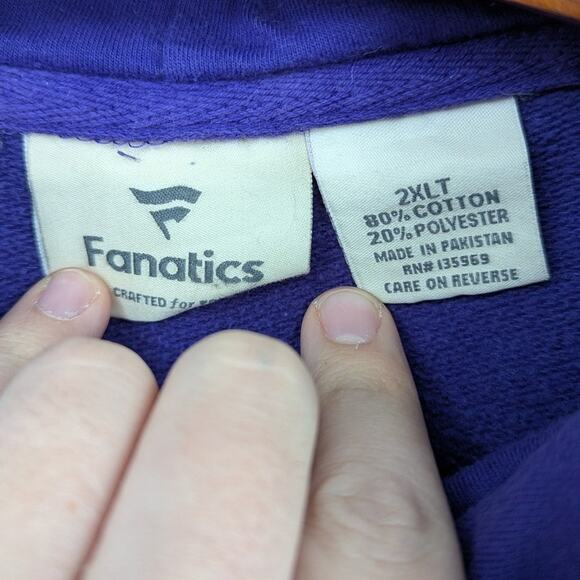 Fanatics
CRAFTED for
2XLT
80% COTTON
20% POLYESTER
MADE IN PAKISTAN
RN# 135969
CARE ON REVERSE